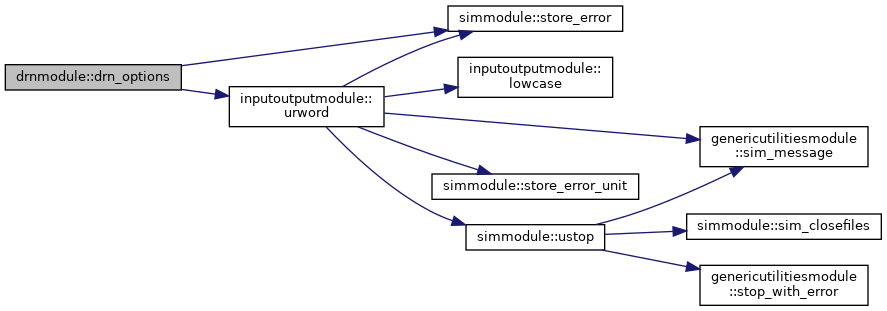 simmodule::store_error
drnmodule::drn_options
inputoutputmodule::
lowcase
inputoutputmodule::
urword
genericutilitiesmodule
::sim_message
simmodule::store_error_unit
simmodule::ustop
simmodule::sim_closefiles
genericutilitiesmodule
::stop_with_error